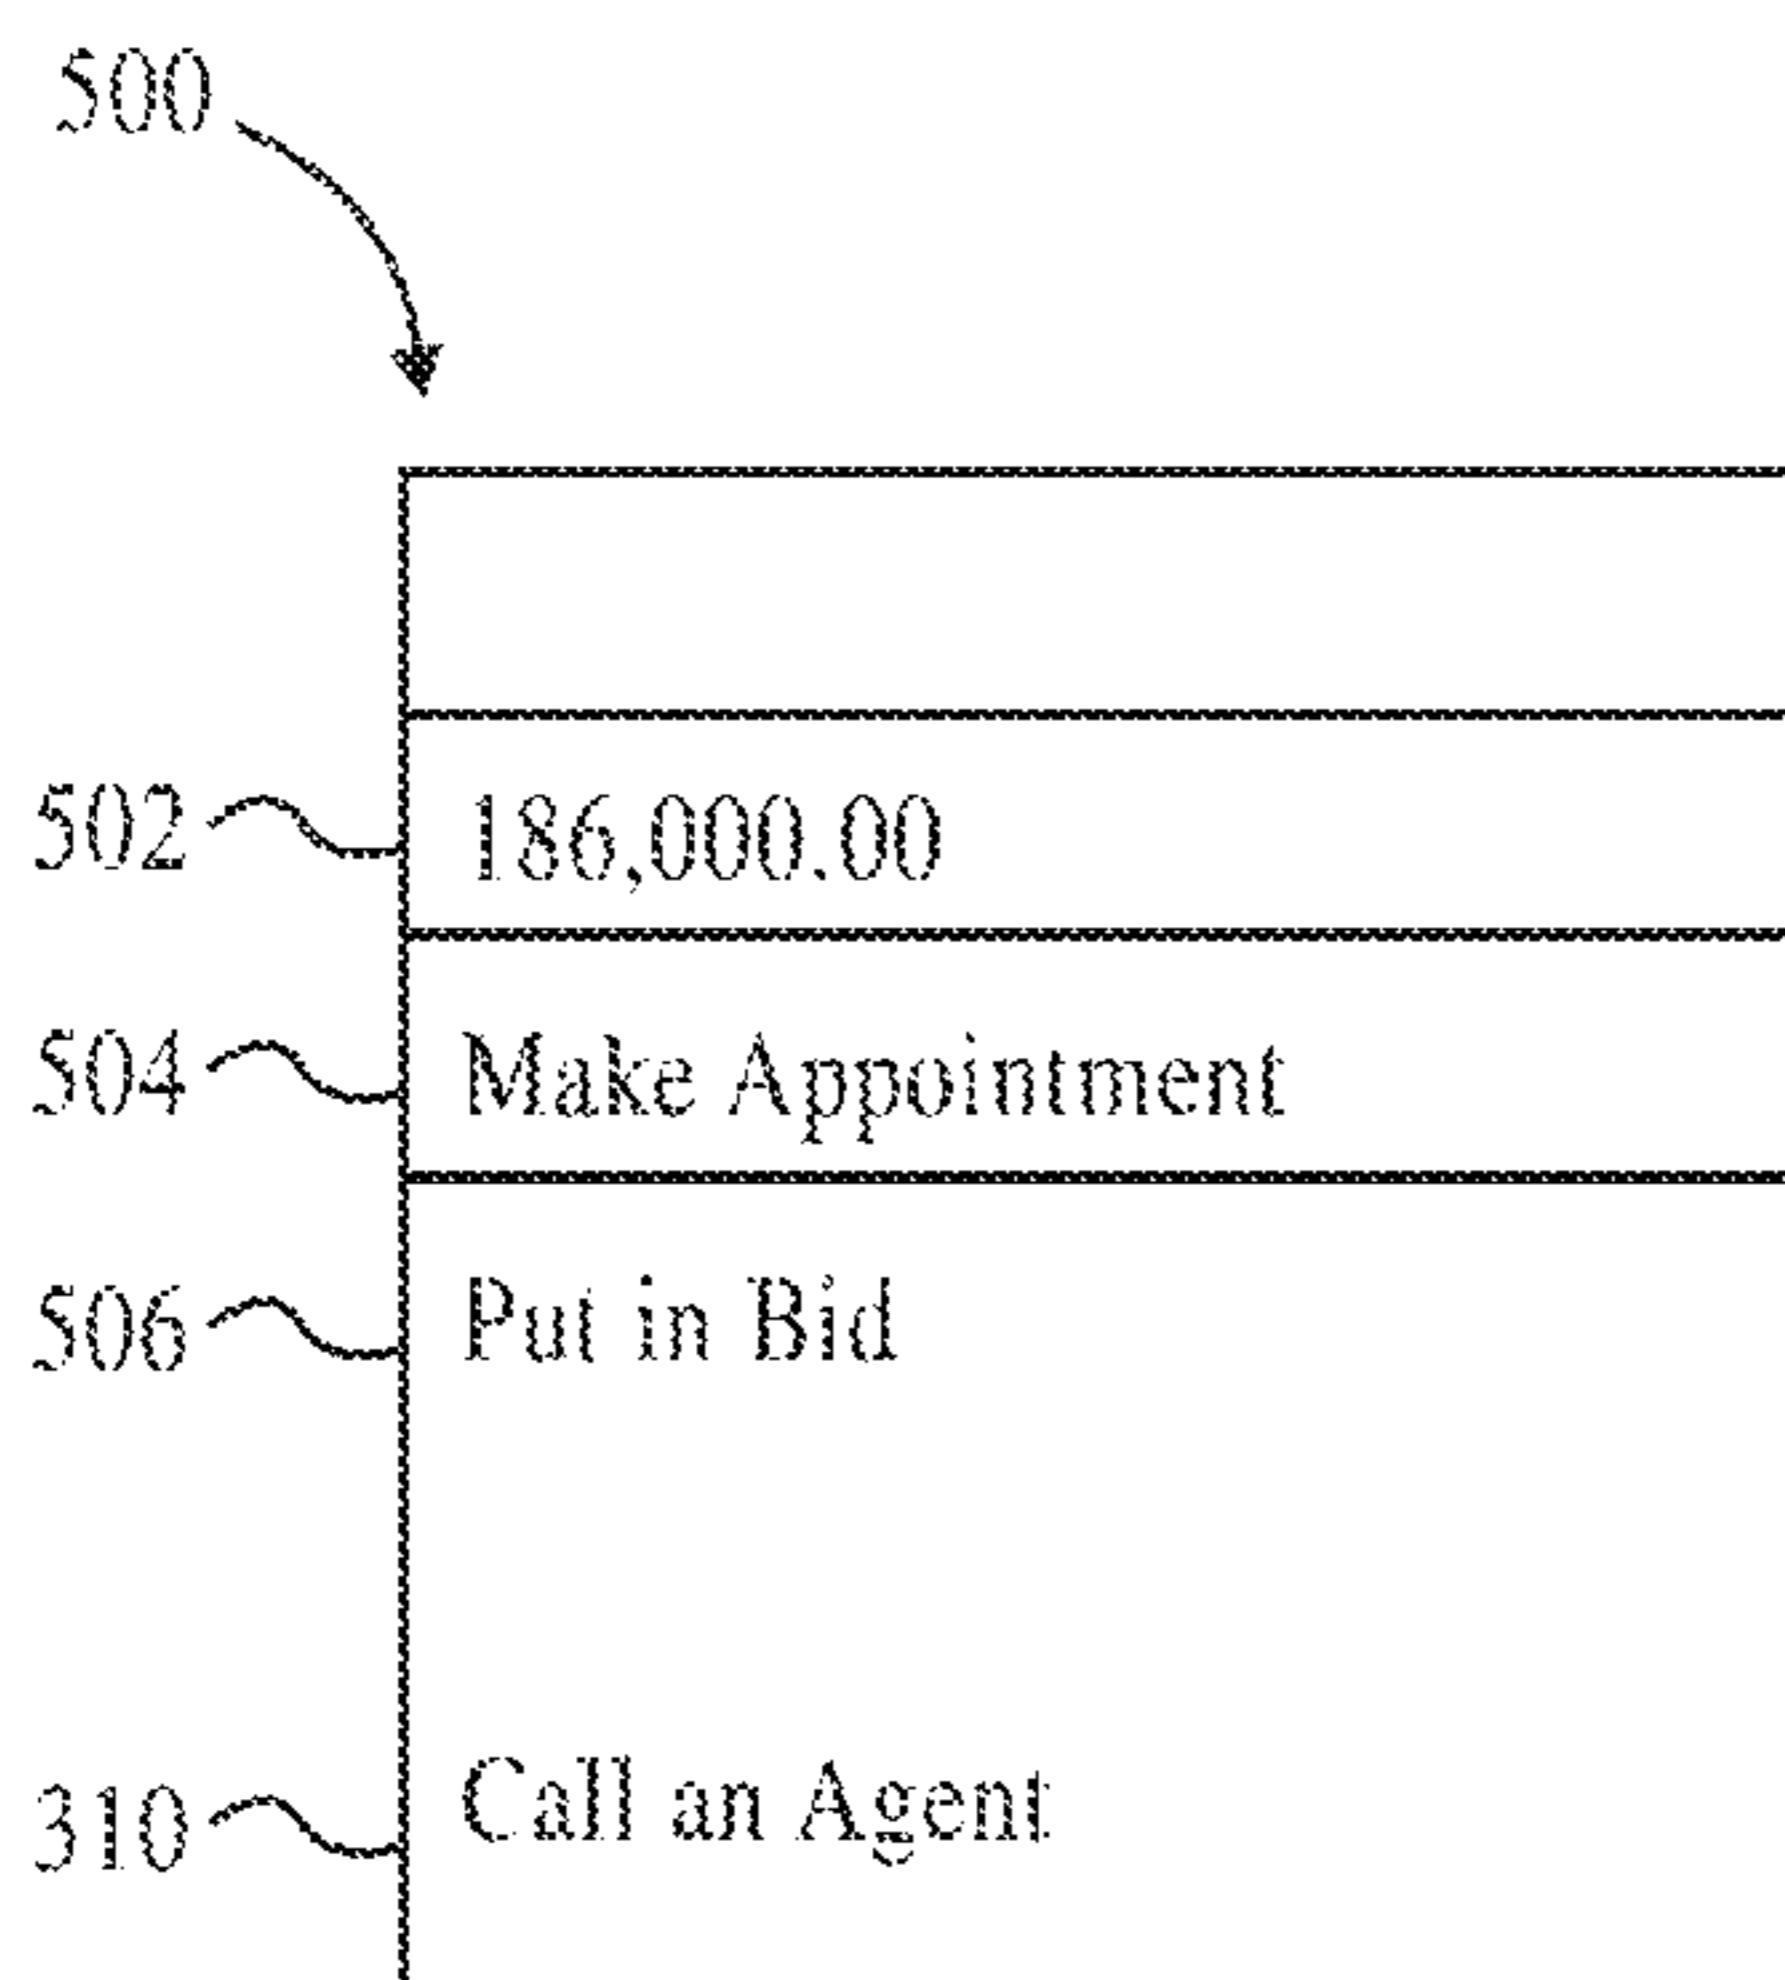 500
502 186,000.00
504 Make Appointment
506 Put in Bid
310 Call an Agent